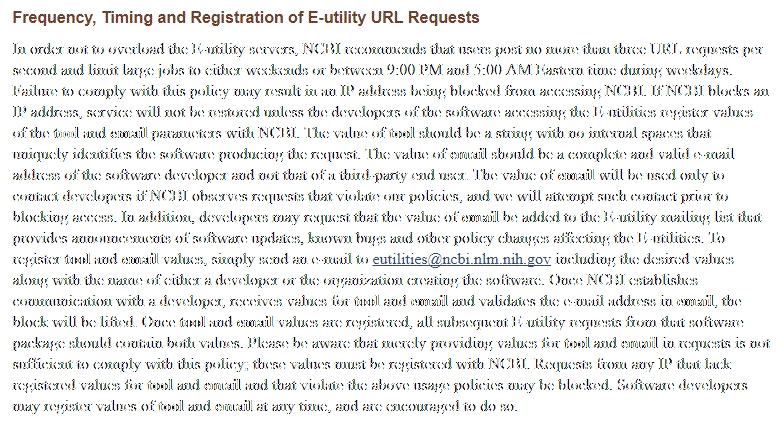 Frequency, Timing and Registration of E-utility URL Requests
In order not to overload the E-utility servers, NCBI recommends that users post no more than three URL requests per
second and limit large jobs to either weekends or between 9:00 PM and 5:00 AM Eastern time during weekdays.
Failure to comply with this policy may result in an IP address being blocked from accessing NCBI. If NCBI blocks an
IP address, service will not be restored unless the developers of the software accessing the E-utilities register values
of the tool and email parameters with NCBI. The value of tool should be a string with no internal spaces that
uniquely identifies the software producing the request. The value of email should be a complete and valid e-mail
address of the software developer and not that of a third-party end user. The value of email will be used only to
contact developers if NCBI observes requests that violate our policies, and we will attempt such contact prior to
blocking access. In addition, developers may request that the value of email be added to the E-utility mailing list that
provides announcements of software updates, known bugs and other policy changes affecting the E-utilities. To
register tool and email values, simply send an e-mail to eutilities@ncbi.nlm.nih.gov including the desired values
along with the name of either a developer or the organization creating the software. Once NCBI establishes
communication with a developer, receives values for tool and email and validates the e-mail address in email, the
block will be lifted. Once tool and email values are registered, all subsequent E-utility requests from that software
package should contain both values. Please be aware that merely providing values for tool and email in requests is not
sufficient to comply with this policy; these values must be registered with NCBI. Requests from any IP that lack
registered values for tool and email and that violate the above usage policies may be blocked. Software developers
may register values of tool and email at any time, and are encouraged to do so.